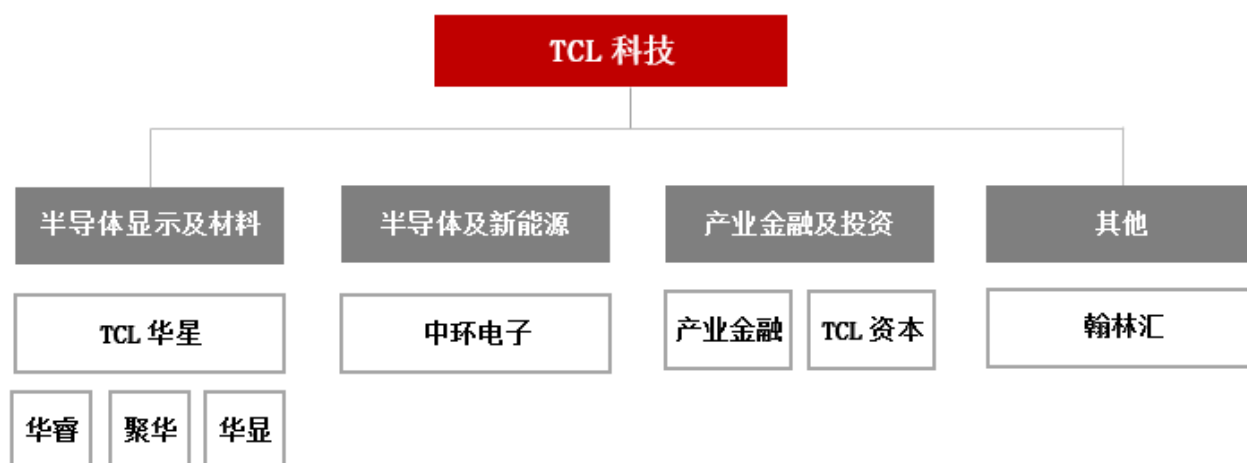 TCL 科技
半导体显示及材料
半导体及新能源
产业金融及投资
其他
TCL 华星
中环电子
产业金融
TCL 资本
翰林汇
华睿
聚华
华显